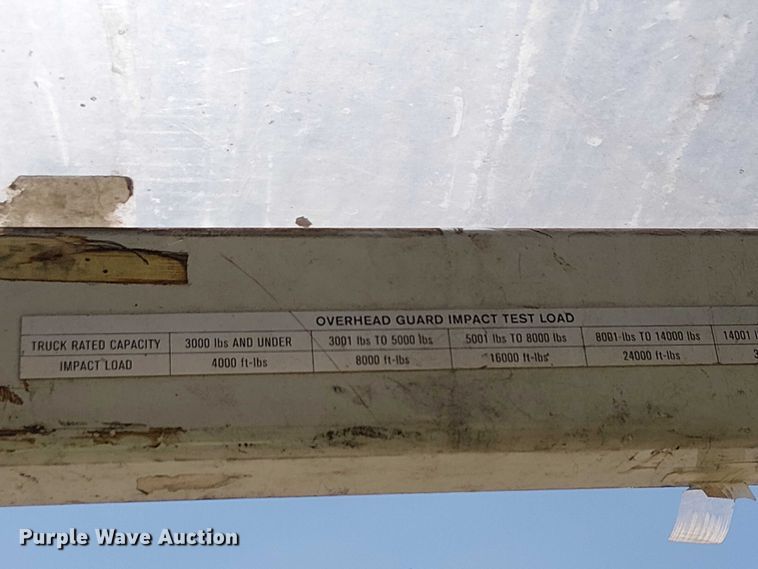 OVERHEAD GUARD IMPACT TEST LOAD
TRUCK RATED CAPACITY 3000 lbs AND UNDER 3001 lbs TO 5000 lbs 5001 lbs TO 8000 lbs 8001 lbs TO 14000 lbs 14001
IMPACT LOAD 4000 ft-lbs 8000 ft-lbs 16000 ft-lbs 24000 ft-lbs
Purple Wave Auction